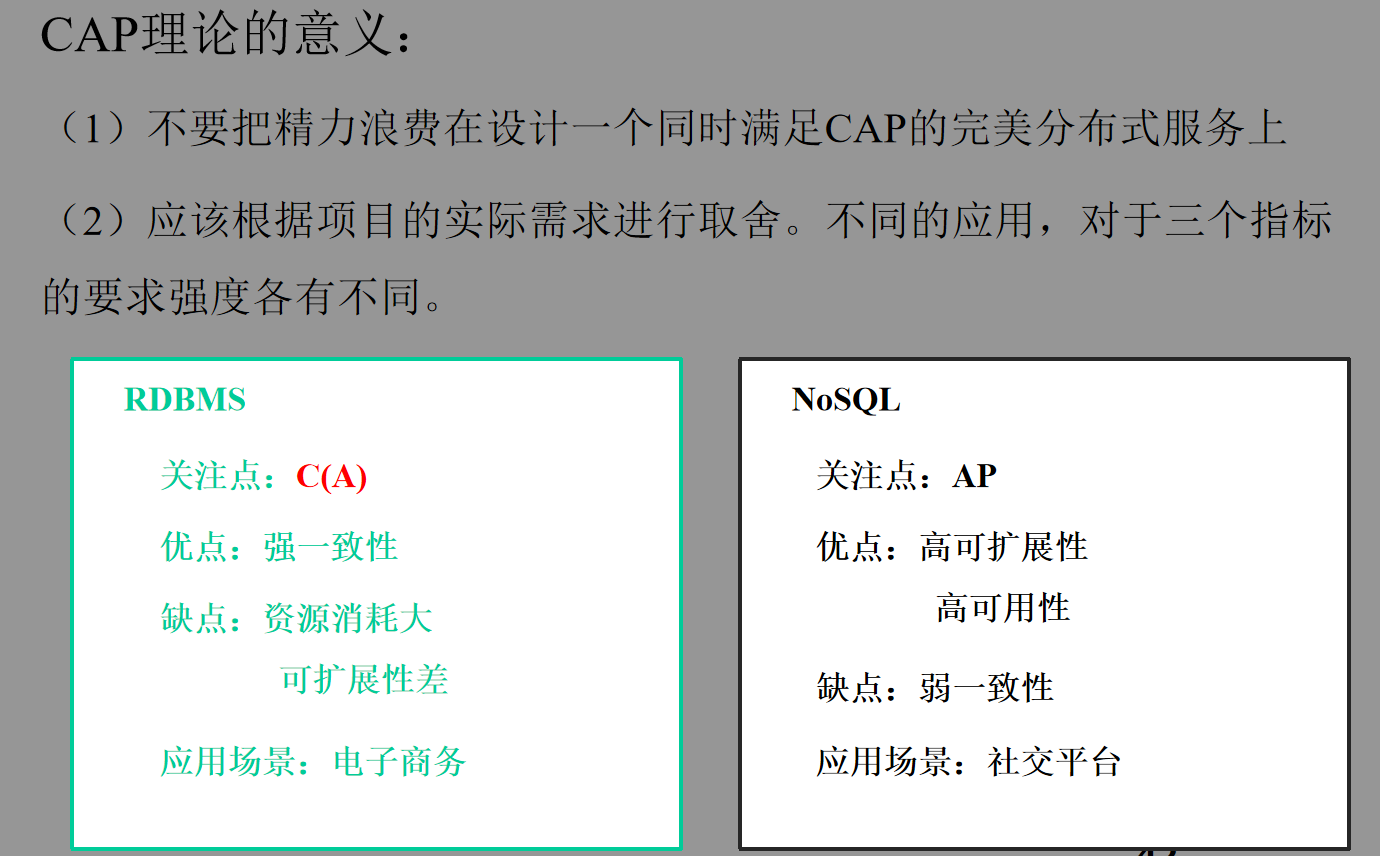 CAP理论的意义：
（1）不要把精力浪费在设计一个同时满足CAP的完美分布式服务上
（2）应该根据项目的实际需求进行取舍。不同的应用，对于三个指标
的要求强度各有不同。
RDBMS
关注点：C(A)
优点：强一致性
缺点：资源消耗大
可扩展性差
应用场景：电子商务
NoSQL
关注点：AP
优点：高可扩展性
高可用性
缺点：弱一致性
应用场景：社交平台